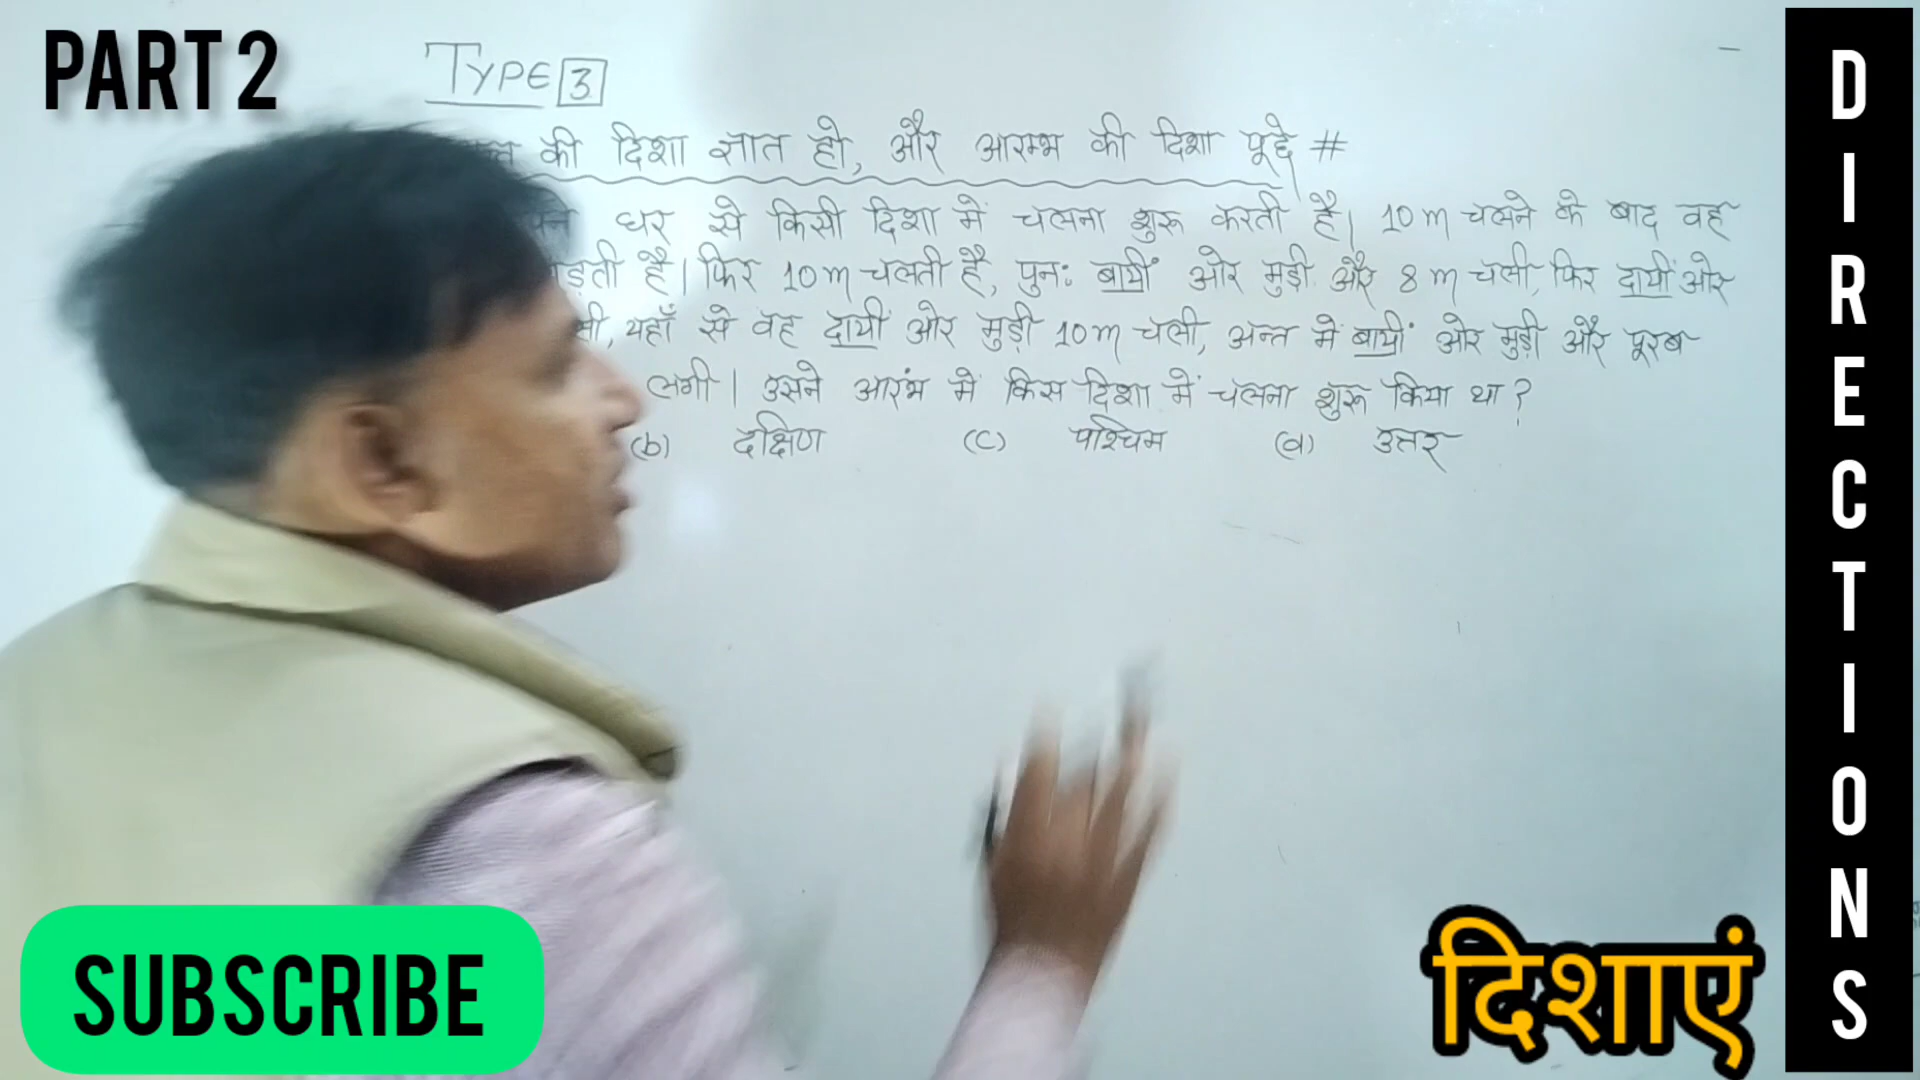 PART 2
TYPE 3
की दिशा ज्ञात हो, और आरम्भ की दिशा पूछे #
घर से किसी दिशा में चलना शुरू करती है। 10 m चलने के बाद वह
है। फिर 10 m चलती है, पुनः बायीं ओर मुड़ी और 8 m चली, फिर दायीं ओर
यहाँ से वह दायीं ओर मुड़ी 10 m चली, अन्त में बायीं ओर मुड़ी और पूरब
लगी। उसने आरंभ में किस दिशा में चलना शुरू किया था?
(b) दक्षिण (c) पश्चिम (d) उत्तर
DIRECTIONS
SUBSCRIBE
दिशाएं